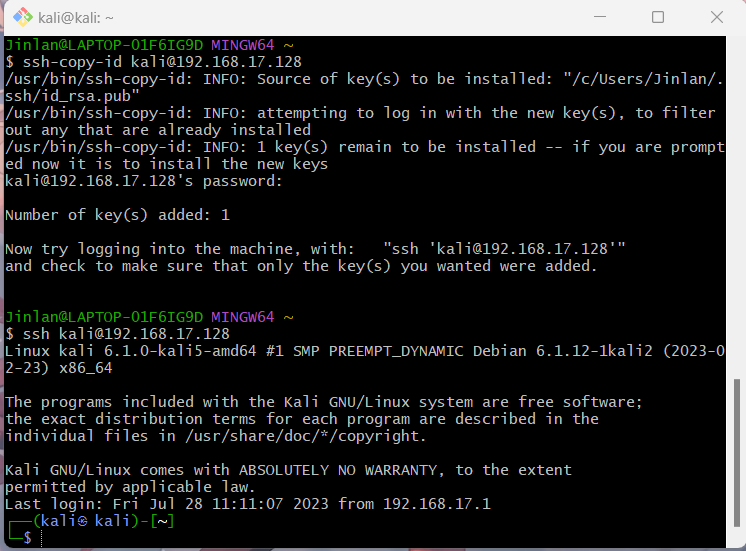 kali@kali: ~
Jinlan@LAPTOP-01F6IG9D MINGW64 ~
$ ssh-copy-id kali@192.168.17.128
/usr/bin/ssh-copy-id: INFO: Source of key(s) to be installed: "/c/Users/Jinlan/.
ssh/id_rsa.pub"
/usr/bin/ssh-copy-id: INFO: attempting to log in with the new key(s), to filter
out any that are already installed
/usr/bin/ssh-copy-id: INFO: 1 key(s) remain to be installed -- if you are prompt
ed now it is to install the new keys
kali@192.168.17.128's password:
Number of key(s) added: 1
Now try logging into the machine, with:   "ssh 'kali@192.168.17.128'"
and check to make sure that only the key(s) you wanted were added.
Jinlan@LAPTOP-01F6IG9D MINGW64 ~
$ ssh kali@192.168.17.128
Linux kali 6.1.0-kali5-amd64 #1 SMP PREEMPT_DYNAMIC Debian 6.1.12-1kali2 (2023-0
2-23) x86_64
The programs included with the Kali GNU/Linux system are free software;
the exact distribution terms for each program are described in the
individual files in /usr/share/doc/*/copyright.
Kali GNU/Linux comes with ABSOLUTELY NO WARRANTY, to the extent
permitted by applicable law.
Last login: Fri Jul 28 11:11:07 2023 from 192.168.17.1
┌──(kali㉿kali)-[~]
└─$